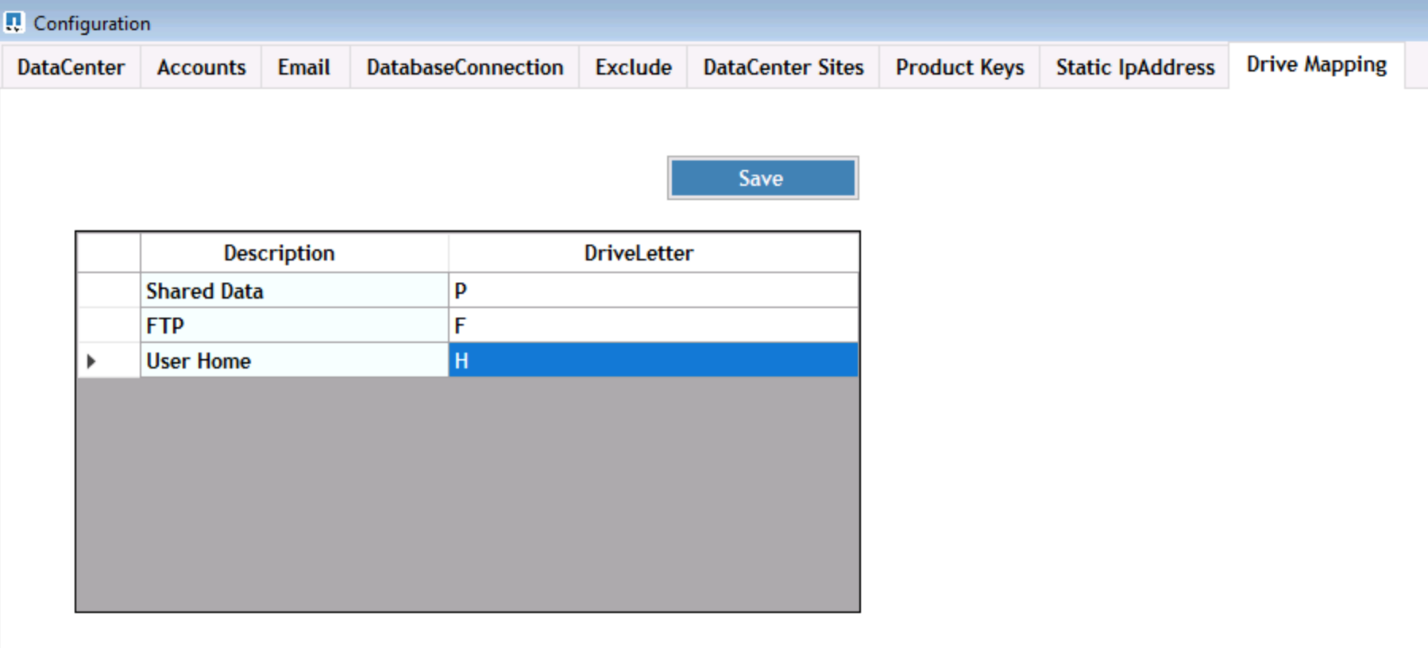 Configuration
DataCenter Accounts Email DatabaseConnection Exclude DataCenter Sites Product Keys Static IpAddress Drive Mapping
Save
Description DriveLetter
Shared Data P
FTP F
User Home H